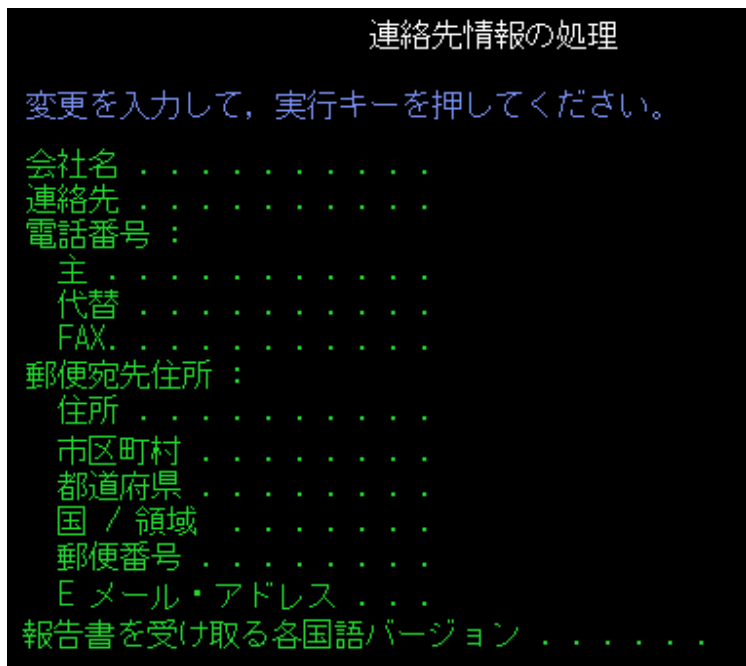 連絡先情報の処理
変更を入力して，実行キーを押してください。
会社名 . . . . . . . . . .
連絡先 . . . . . . . . . .
電話番号 :
主 . . . . . . . . . . .
代替 . . . . . . . . . .
FAX. . . . . . . . . . .
郵便宛先住所 :
住所 . . . . . . . . . .
市区町村 . . . . . . . .
都道府県 . . . . . . . .
国 / 領域 . . . . . . .
郵便番号 . . . . . . . .
E メール・アドレス . . .
報告書を受け取る各国語バージョン . . . . . .